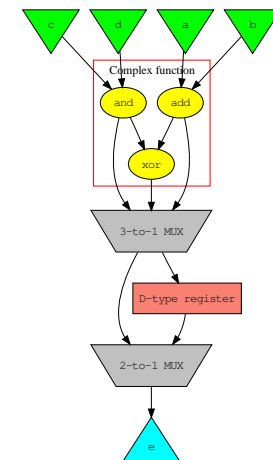 c d a b
Complex function
and add
xor
3-to-1 MUX
D-type register
2-to-1 MUX
e